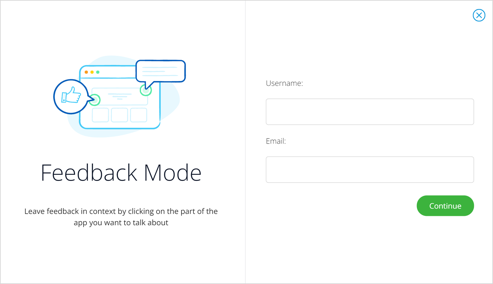 Feedback Mode
Leave feedback in context by clicking on the part of the
app you want to talk about
Username:
Email:
Continue